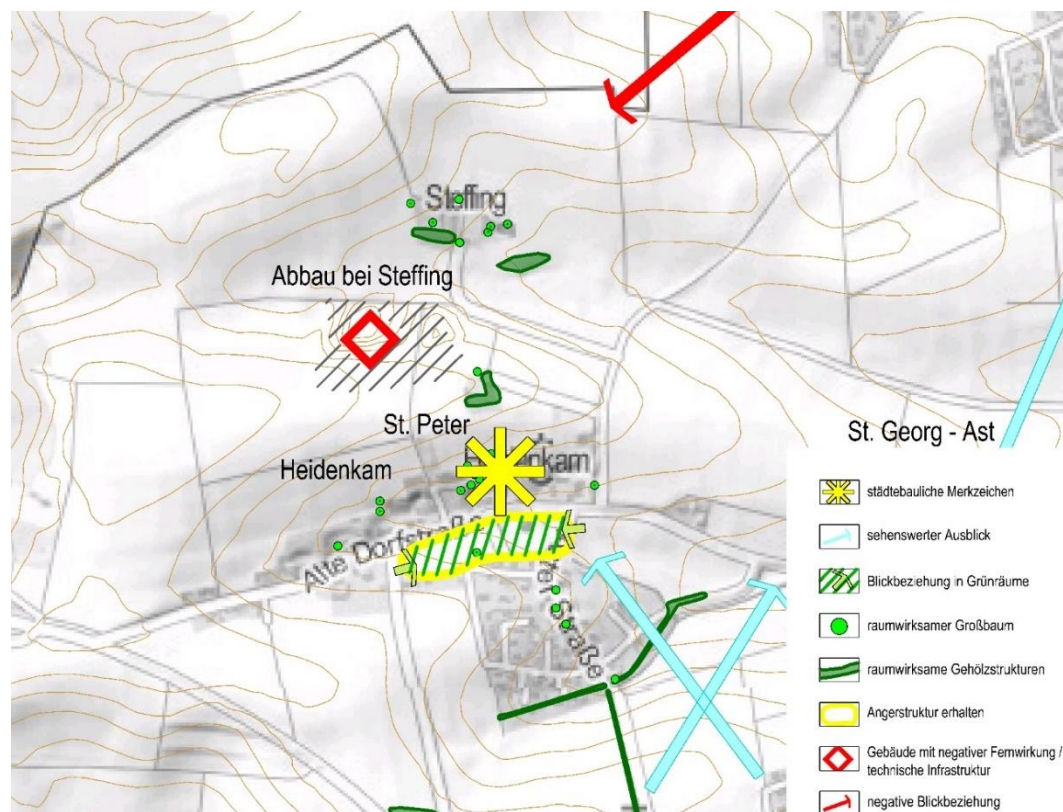 Steffing
Abbau bei Steffing
St. Peter
Heidenkam
Alte Dorfstraße
Straße
St. Georg - Ast
städtebauliche Merkzeichen
sehenswerter Ausblick
Blickbeziehung in Grünräume
raumwirksamer Großbaum
raumwirksame Gehölzstrukturen
Angerstruktur erhalten
Gebäude mit negativer Fernwirkung /
technische Infrastruktur
negative Blickbeziehung